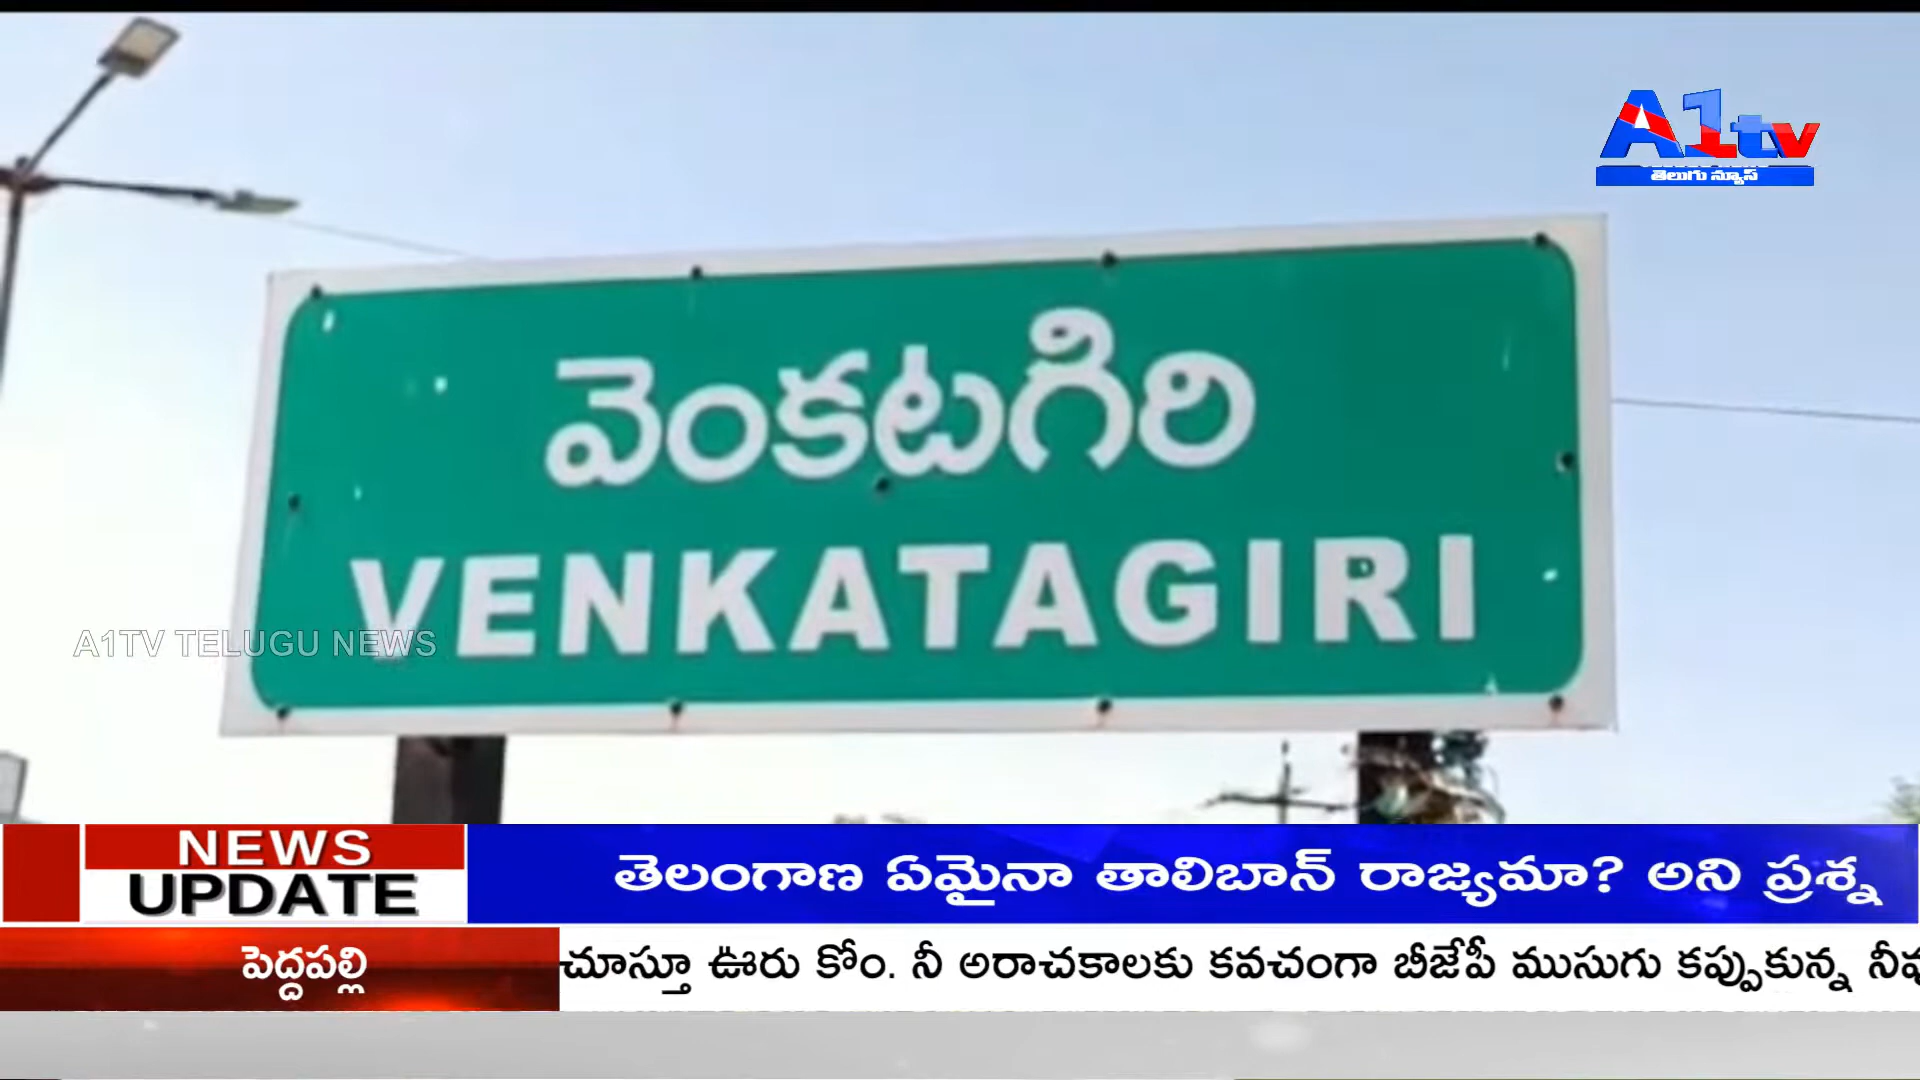 A1tv
తెలుగు న్యూస్
వెంకటగిరి
VENKATAGIRI
A1TV TELUGU NEWS
NEWS
UPDATE
తెలంగాణ ఏమైనా తాలిబాన్ రాజ్యమా? అని ప్రశ్న
పెద్దపల్లి
చూస్తూ ఊరు కోం. నీ అరాచకాలకు కవచంగా బీజేపీ ముసుగు కప్పుకున్న